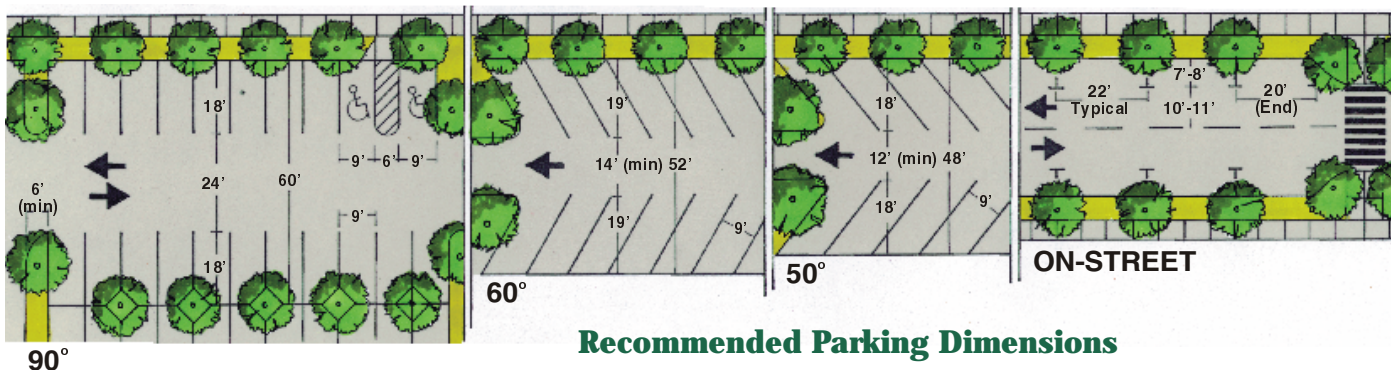 18'
9' 6' 9'
6'
(min)
24' 60'
9'
18'
90°
19'
14' (min) 52'
19'
9'
60°
18'
12' (min) 48'
18'
9'
50°
7'-8'
22'
Typical
10'-11'
20'
(End)
ON-STREET
Recommended Parking Dimensions